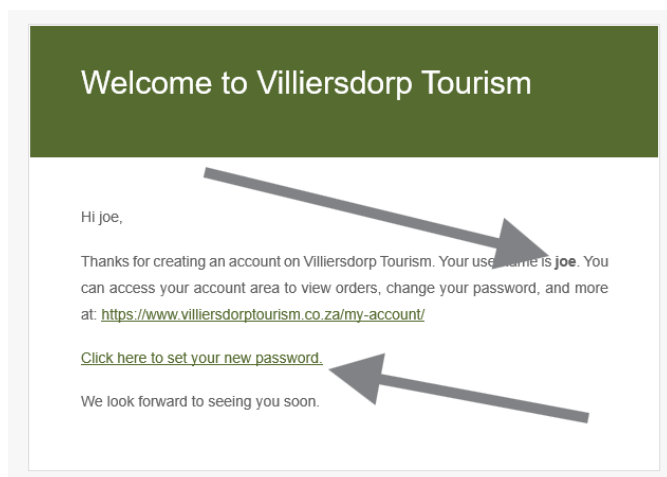 Welcome to Villiersdorp Tourism
Hi joe,
Thanks for creating an account on Villiersdorp Tourism. Your username is joe. You
can access your account area to view orders, change your password, and more
at: https://www.villiersdorptourism.co.za/my-account/
Click here to set your new password.
We look forward to seeing you soon.